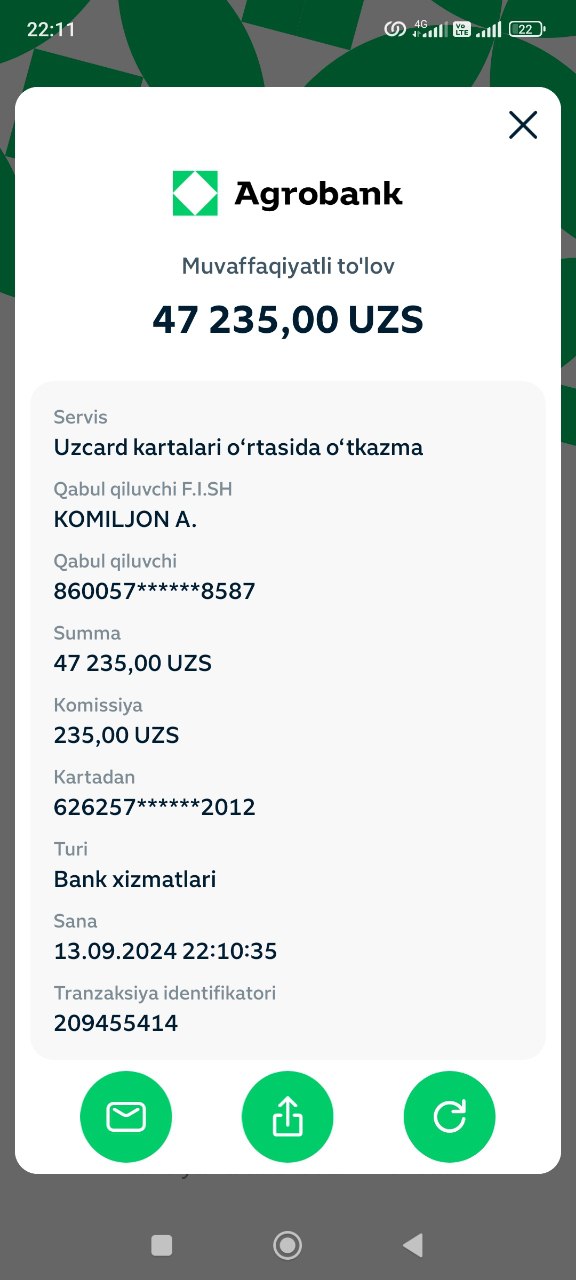 22:11
4G
Vo
LTE
22
Agrobank
Muvaffaqiyatli to'lov
47 235,00 UZS
Servis
Uzcard kartalari o‘rtasida o‘tkazma
Qabul qiluvchi F.I.SH
KOMILJON A.
Qabul qiluvchi
860057******8587
Summa
47 235,00 UZS
Komissiya
235,00 UZS
Kartadan
626257******2012
Turi
Bank xizmatlari
Sana
13.09.2024 22:10:35
Tranzaksiya identifikatori
209455414